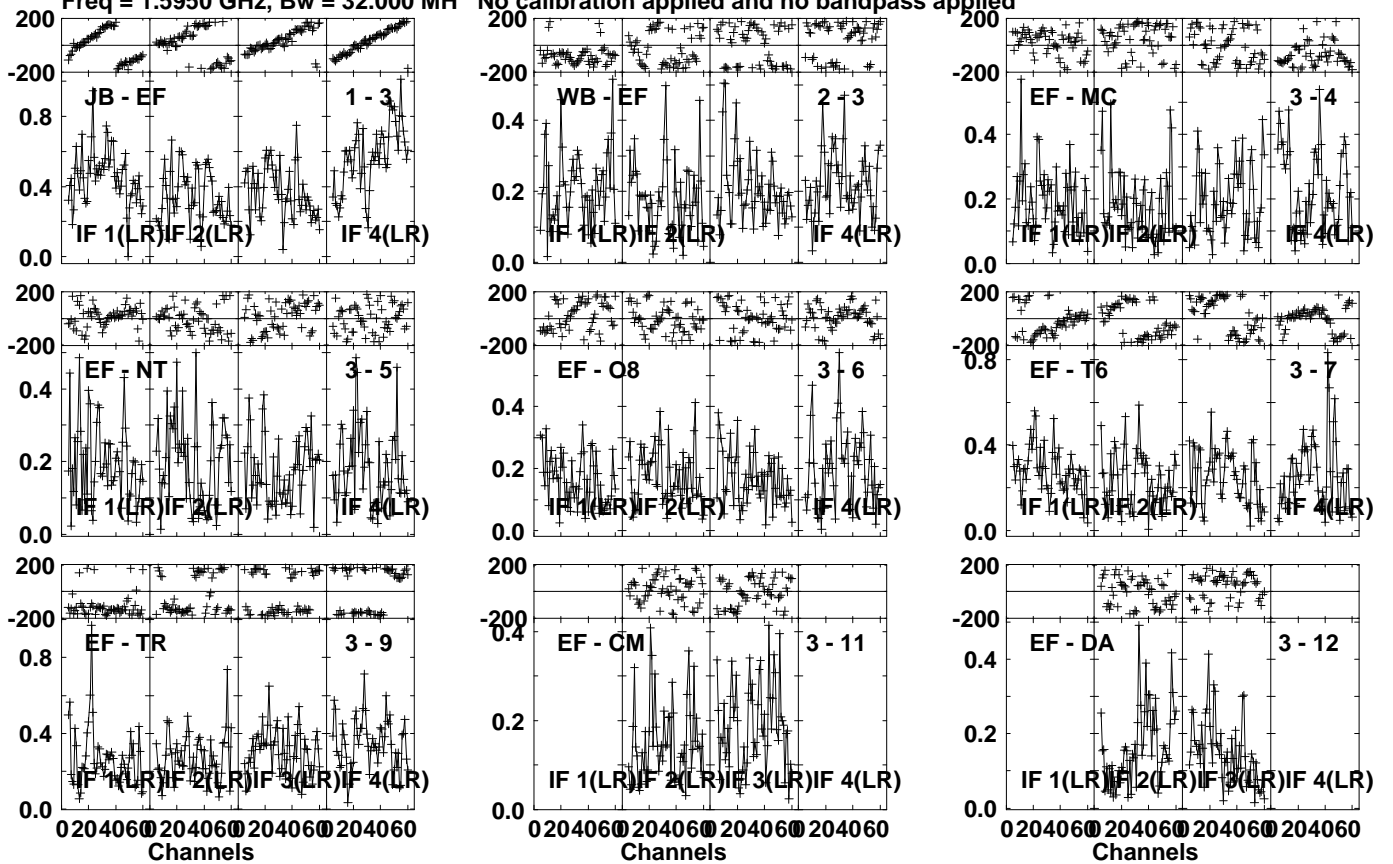 Freq = 1.5950 GHz, Bw = 32.000 MH No calibration applied and no bandpass applied
200
-200
JB - EF 1 - 3
0.8
0.4
0.0
IF 1(LR) IF 2(LR) IF 4(LR)
200
-200
WB - EF 2 - 3
0.4
0.2
0.0
IF 1(LR) IF 2(LR) IF 4(LR)
200
-200
EF - MC 3 - 4
0.4
0.2
0.0
IF 1(LR) IF 2(LR) IF 4(LR)
200
-200
EF - NT 3 - 5
0.4
0.2
0.0
IF 1(LR) IF 2(LR) IF 4(LR)
200
-200
EF - O8 3 - 6
0.4
0.2
0.0
IF 1(LR) IF 2(LR) IF 4(LR)
200
-200
0.8
EF - T6 3 - 7
0.4
0.0
IF 1(LR) IF 2(LR) IF 4(LR)
200
-200
EF - TR 3 - 9
0.8
0.4
0.0
IF 1(LR) IF 2(LR) IF 3(LR) IF 4(LR)
0 20 40 60 0 20 40 60 0 20 40 60 0 20 40 60
Channels
200
-200
0.4
EF - CM 3 - 11
0.2
0.0
IF 1(LR) IF 2(LR) IF 3(LR) IF 4(LR)
0 20 40 60 0 20 40 60 0 20 40 60 0 20 40 60
Channels
200
-200
EF - DA 3 - 12
0.4
0.2
0.0
IF 1(LR) IF 2(LR) IF 3(LR) IF 4(LR)
0 20 40 60 0 20 40 60 0 20 40 60 0 20 40 60
Channels